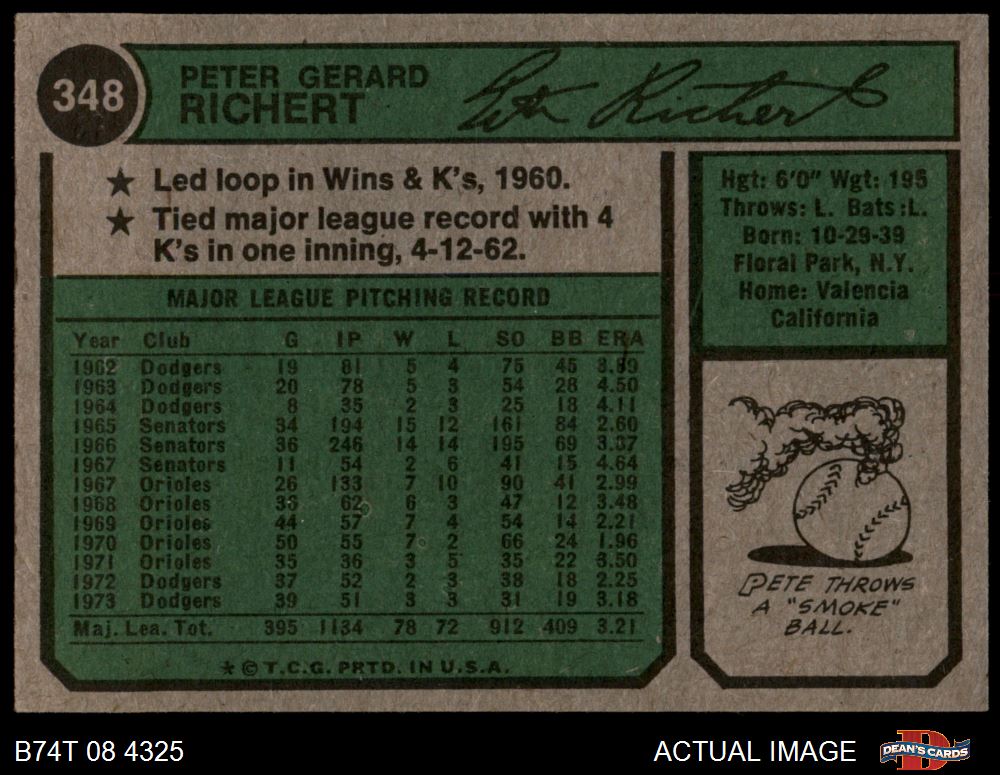 348
PETER GERARD
RICHERT
Pete Richert
★ Led loop in Wins & K's, 1960.
★ Tied major league record with 4
K's in one inning, 4-12-62.
MAJOR LEAGUE PITCHING RECORD
Year Club G IP W L SO BB ERA
1962 Dodgers 19 81 5 4 75 45 3.89
1963 Dodgers 20 78 5 3 54 28 4.50
1964 Dodgers 8 35 2 3 25 18 4.11
1965 Senators 34 194 15 12 161 84 2.60
1966 Senators 36 246 14 14 195 69 3.37
1967 Senators 11 54 2 6 41 15 4.64
1967 Orioles 26 133 7 10 90 41 2.99
1968 Orioles 36 62 6 3 47 12 3.48
1969 Orioles 44 57 7 4 54 14 2.21
1970 Orioles 50 55 7 2 66 24 1.96
1971 Orioles 35 36 3 5 35 22 3.50
1972 Dodgers 37 52 2 3 38 18 2.25
1973 Dodgers 39 51 3 3 31 19 3.18
Maj. Lea. Tot. 395 1134 78 72 912 409 3.21
★ © T.C.G. PRTD. IN U.S.A.
Hgt: 6'0" Wgt: 195
Throws: L. Bats: L.
Born: 10-29-39
Floral Park, N.Y.
Home: Valencia
California
PETE THROWS
A "SMOKE"
BALL.
B74T 08 4325
ACTUAL IMAGE
DEAN'S CARDS